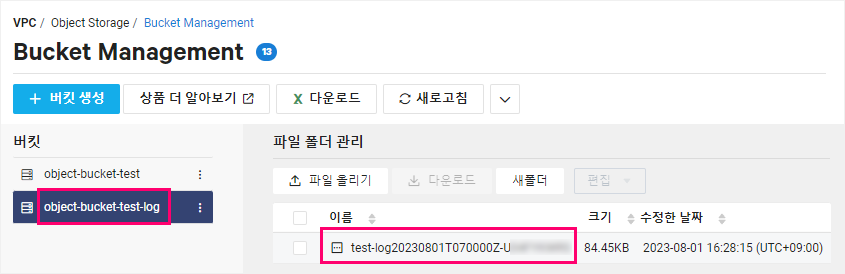 VPC / Object Storage / Bucket Management
Bucket Management 13
+ 버킷 생성 상품 더 알아보기 X 다운로드 새로고침
버킷 파일 폴더 관리
object-bucket-test
파일 올리기 다운로드 새폴더 편집
object-bucket-test-log
이름 크기 수정한 날짜
test-log20230801T070000Z-U 84.45KB 2023-08-01 16:28:15 (UTC+09:00)